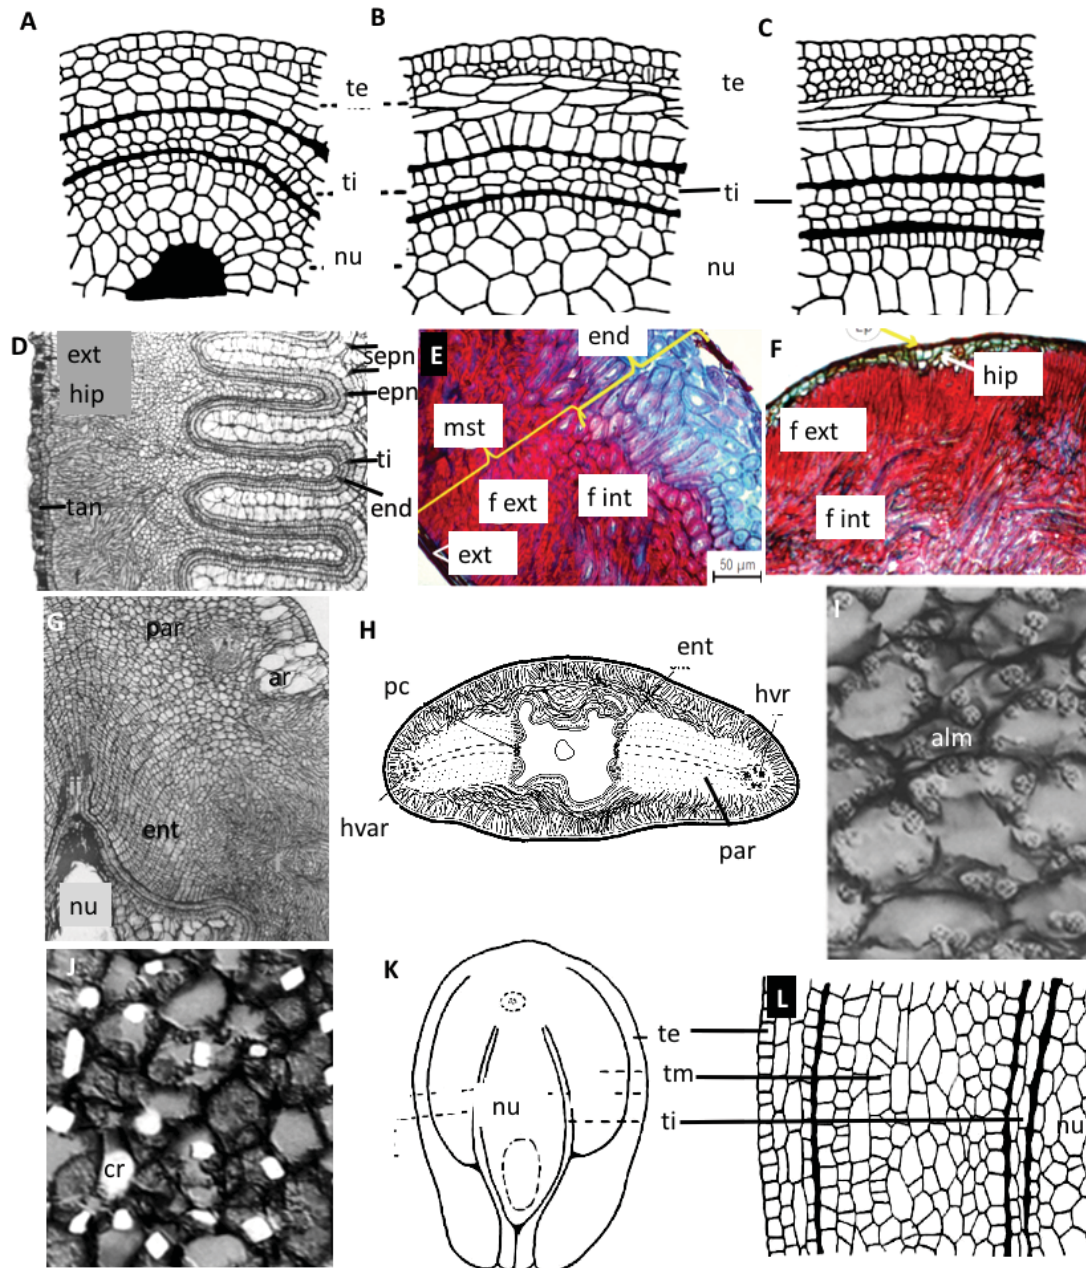 A
B
C
te
te
ti
ti
nu
nu
D
ext
hip
tan
sepn
epn
ti
end
E
end
mst
f ext
f int
ext
50 µm
F
hip
f ext
f int
G
par
ar
ent
nu
H
pc
ent
hvr
hvar
par
I
alm
J
cr
K
nu
te
tm
ti
L
nu